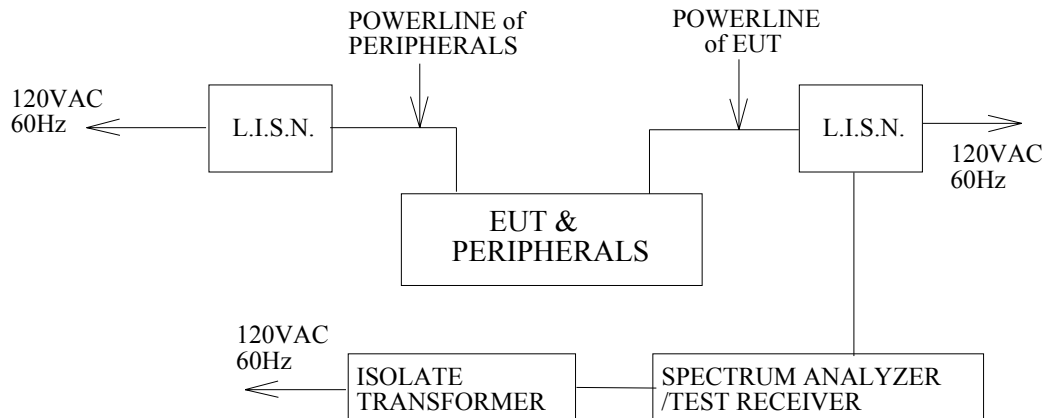 POWERLINE of
PERIPHERALS
POWERLINE
of EUT
120VAC
60Hz
L.I.S.N.
L.I.S.N.
120VAC
60Hz
EUT &
PERIPHERALS
120VAC
60Hz
ISOLATE
TRANSFORMER
SPECTRUM ANALYZER
/TEST RECEIVER